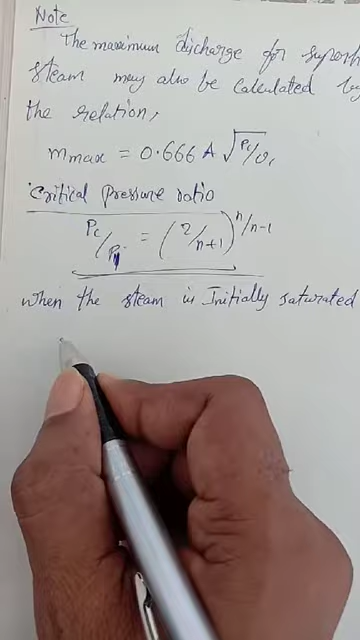 Note
The maximum discharge for superh
steam may also be calculated by
the relation,
m max = 0.666 A √P₁/v₁
Critical Pressure ratio
Pc/P1 = (2/n+1)^n/n-1
when the steam is Initially saturated